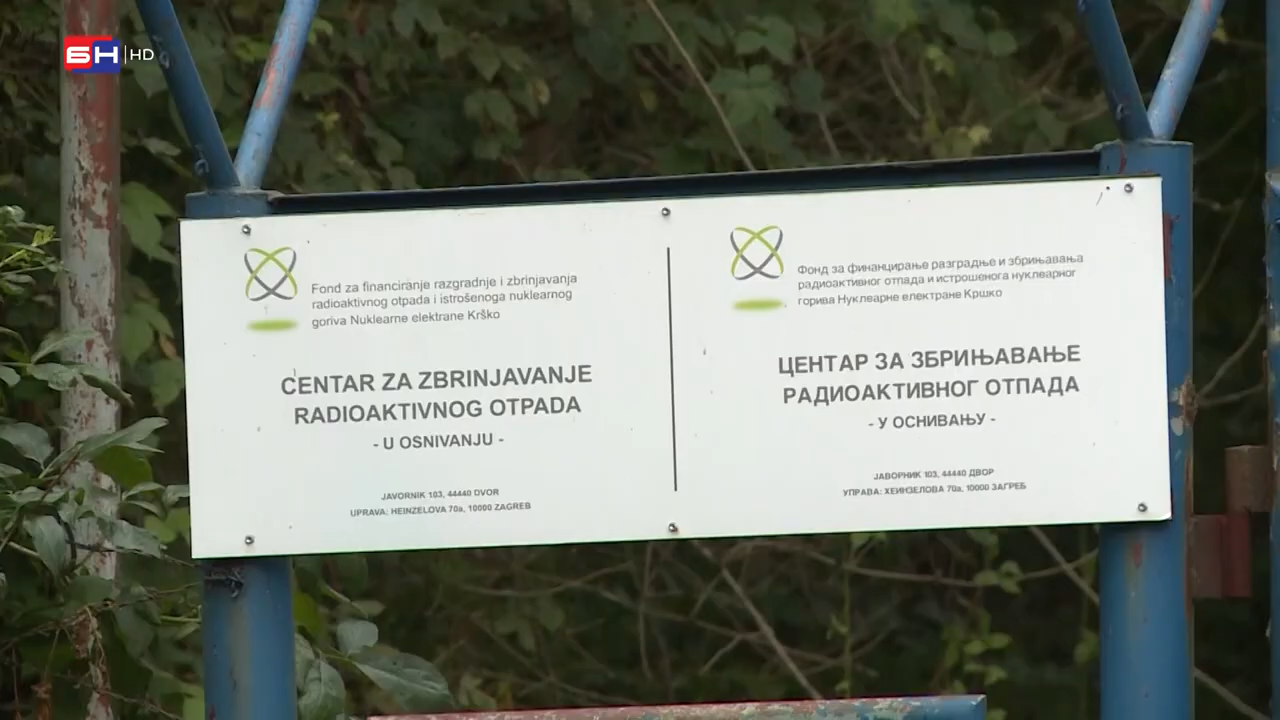 БН HD
Fond za financiranje razgradnje i zbrinjavanja
radioaktivnog otpada i istrošenoga nuklearnog
goriva Nuklearne elektrane Krško
CENTAR ZA ZBRINJAVANJE
RADIOAKTIVNOG OTPADA
- U OSNIVANJU -
JAVORNIK 103, 44440 DVOR
UPRAVA: HEINZELOVA 70a, 10000 ZAGREB
Фонд за финанцирање разградње и збрињавања
радиоактивног отпада и истрошенога нуклеарног
горива Нуклеарне електране Кршко
ЦЕНТАР ЗА ЗБРИЊАВАЊЕ
РАДИОАКТИВНОГ ОТПАДА
- У ОСНИВАЊУ -
ЈАВОРНИК 103, 44440 ДВОР
УПРАВА: ХЕИНЗЕЛОВА 70а, 10000 ЗАГРЕБ